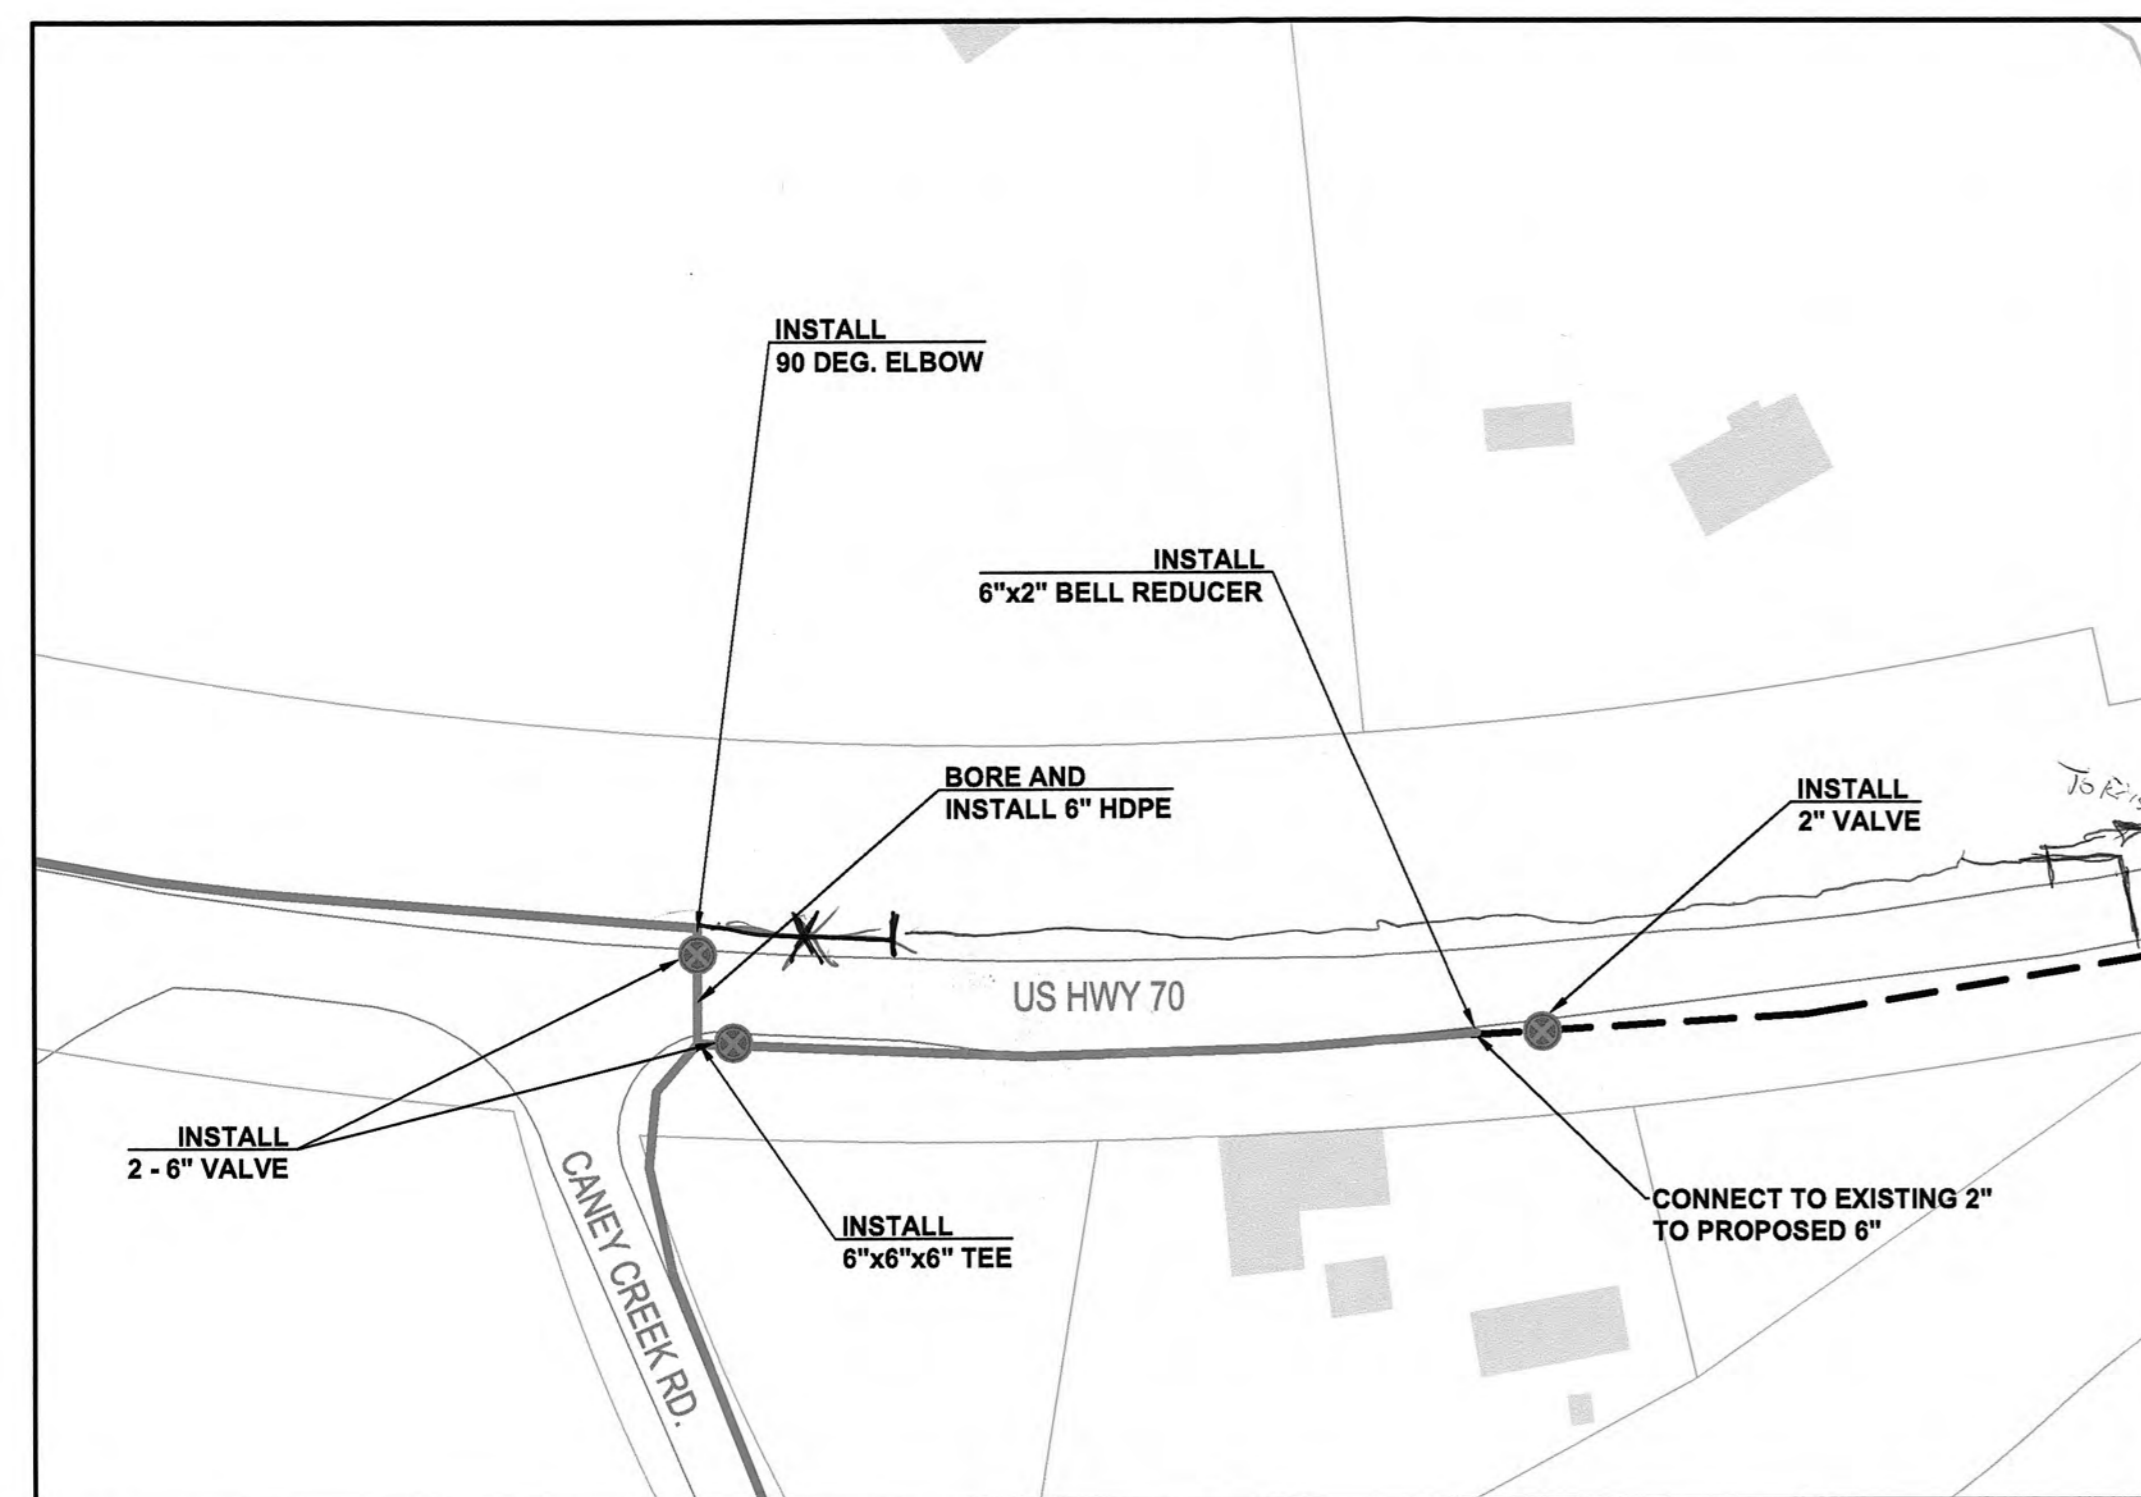 INSTALL
90 DEG. ELBOW
INSTALL
6"x2" BELL REDUCER
BORE AND
INSTALL 6" HDPE
INSTALL
2" VALVE
US HWY 70
INSTALL
2 - 6" VALVE
CANEY CREEK RD.
INSTALL
6"x6"x6" TEE
CONNECT TO EXISTING 2"
TO PROPOSED 6"